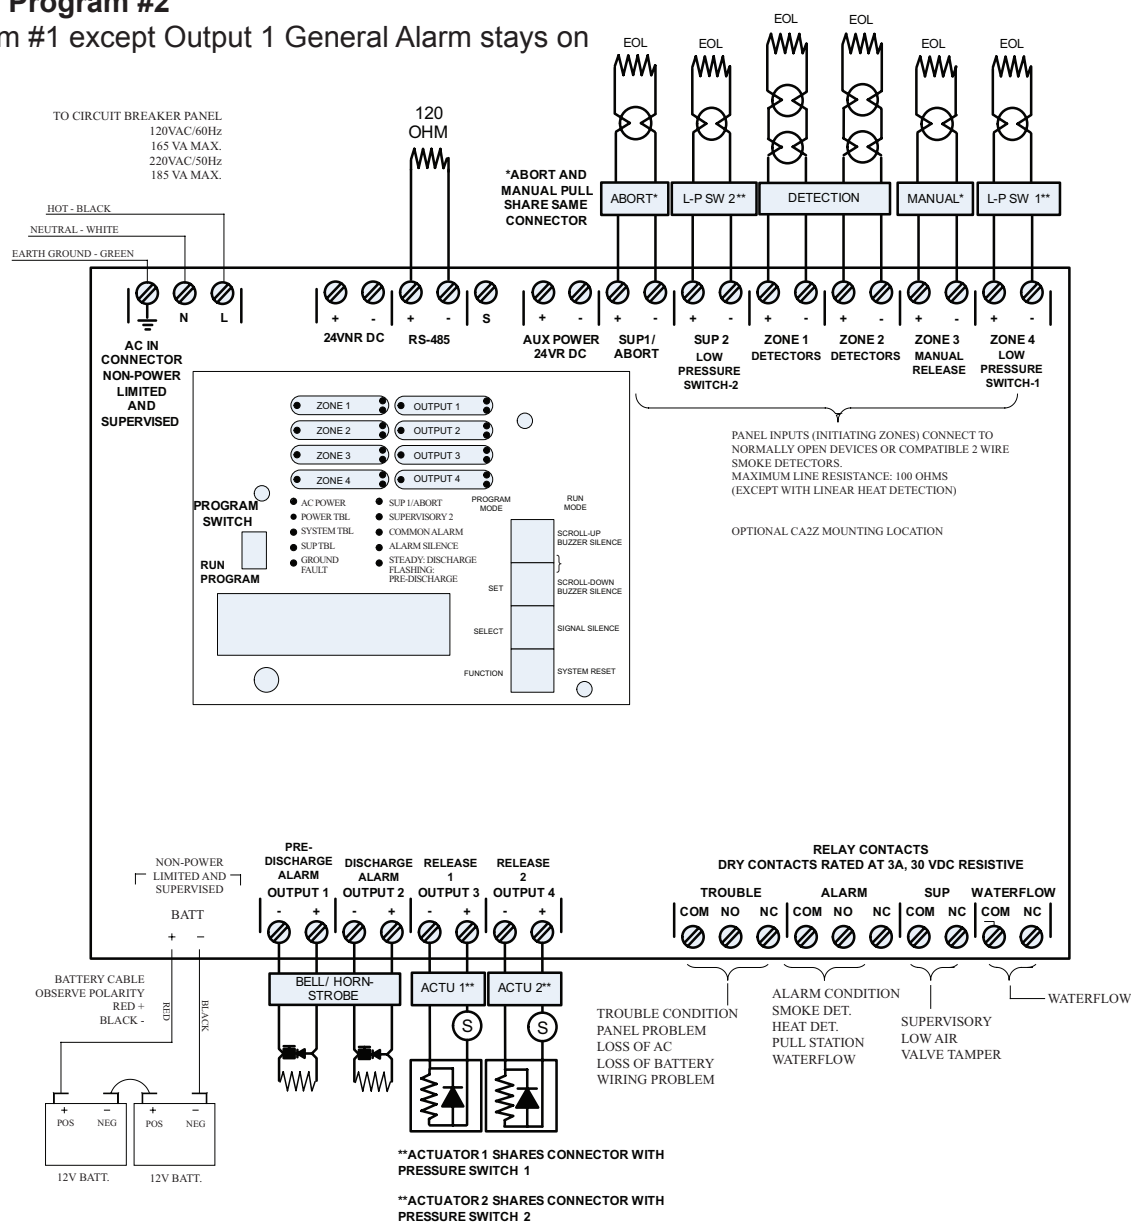 Program #2
m #1 except Output 1 General Alarm stays on
EOL
EOL
EOL
EOL
EOL
EOL
TO CIRCUIT BREAKER PANEL
120VAC/60Hz
165 VA MAX.
220VAC/50Hz
185 VA MAX.
120
OHM
*ABORT AND
MANUAL PULL
SHARE SAME
CONNECTOR
ABORT*
L-P SW 2**
DETECTION
MANUAL*
L-P SW 1**
HOT - BLACK
NEUTRAL - WHITE
EARTH GROUND - GREEN
N
L
+ -
+ -
S
+ -
+ -
+ -
+ -
+ -
+ -
+ -
AC IN
CONNECTOR
NON-POWER
LIMITED
AND
SUPERVISED
24VNR DC
RS-485
AUX POWER
24VR DC
SUP1/
ABORT
SUP 2
LOW
PRESSURE
SWITCH-2
ZONE 1
DETECTORS
ZONE 2
DETECTORS
ZONE 3
MANUAL
RELEASE
ZONE 4
LOW
PRESSURE
SWITCH-1
PANEL INPUTS (INITIATING ZONES) CONNECT TO
NORMALLY OPEN DEVICES OR COMPATIBLE 2 WIRE
SMOKE DETECTORS.
MAXIMUM LINE RESISTANCE: 100 OHMS
(EXCEPT WITH LINEAR HEAT DETECTION)
OPTIONAL CA2Z MOUNTING LOCATION
ZONE 1
OUTPUT 1
ZONE 2
OUTPUT 2
ZONE 3
OUTPUT 3
ZONE 4
OUTPUT 4
AC POWER
POWER TBL
SYSTEM TBL
SUP TBL
GROUND
FAULT
SUP 1/ABORT
SUPERVISORY 2
COMMON ALARM
ALARM SILENCE
STEADY: DISCHARGE
FLASHING:
PRE-DISCHARGE
PROGRAM
SWITCH
RUN
PROGRAM
PROGRAM
MODE
RUN
MODE
SCROLL-UP
BUZZER SILENCE
}
SET
SCROLL-DOWN
BUZZER SILENCE
SELECT
SIGNAL SILENCE
FUNCTION
SYSTEM RESET
NON-POWER
LIMITED AND
SUPERVISED
BATT
+ -
PRE-
DISCHARGE
ALARM
OUTPUT 1
DISCHARGE
ALARM
OUTPUT 2
RELEASE
1
OUTPUT 3
RELEASE
2
OUTPUT 4
- +
- +
- +
- +
RELAY CONTACTS
DRY CONTACTS RATED AT 3A, 30 VDC RESISTIVE
TROUBLE
ALARM
SUP
WATERFLOW
COM NO NC
COM NO NC
COM NC
COM NC
BELL/ HORN-
STROBE
ACTU 1**
ACTU 2**
S
S
BATTERY CABLE
OBSERVE POLARITY
RED +
BLACK -
RED
BLACK
+ -
POS NEG
+ -
POS NEG
12V BATT.
12V BATT.
TROUBLE CONDITION
PANEL PROBLEM
LOSS OF AC
LOSS OF BATTERY
WIRING PROBLEM
ALARM CONDITION
SMOKE DET.
HEAT DET.
PULL STATION
WATERFLOW
SUPERVISORY
LOW AIR
VALVE TAMPER
WATERFLOW
**ACTUATOR 1 SHARES CONNECTOR WITH
PRESSURE SWITCH 1
**ACTUATOR 2 SHARES CONNECTOR WITH
PRESSURE SWITCH 2